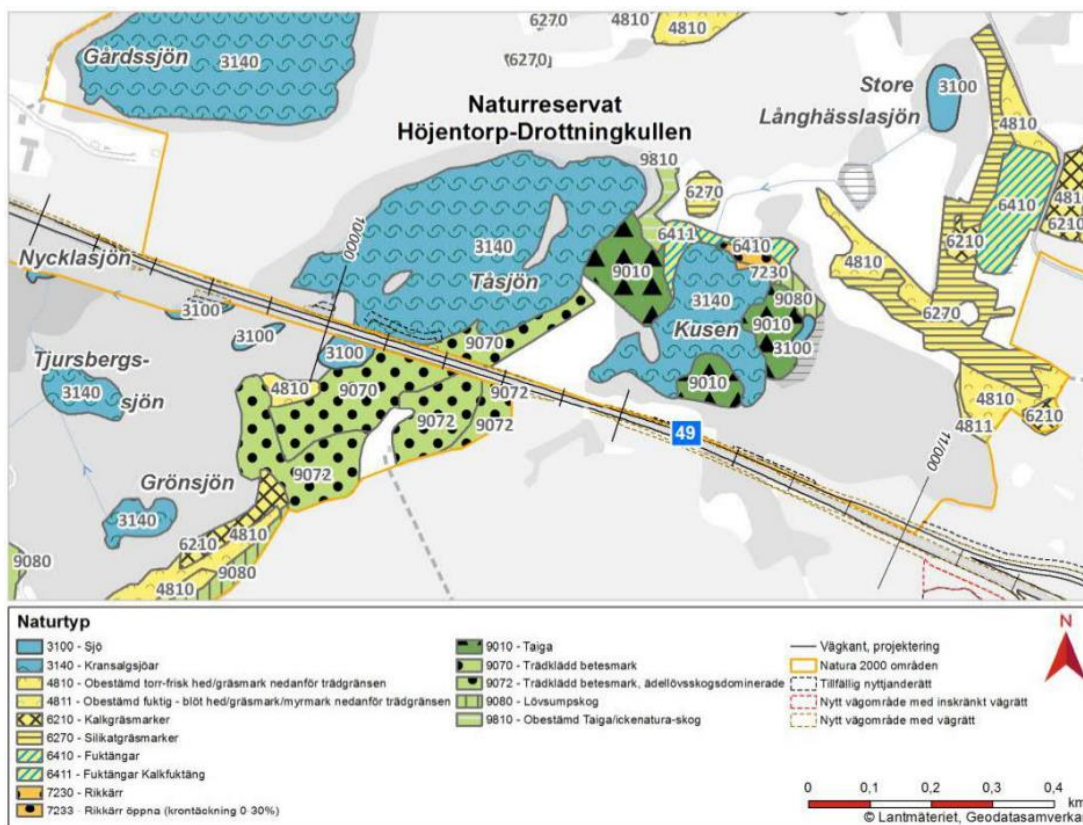 6270
4810
4810
Gårdssjön
3140
6270
Store
Långhässlasjön
3100
4810
Naturreservat
Höjentorp-Drottningkullen
9810
6270
4810
6410
6210
6210
6411
6410
7230
10/000
3140
Tåsjön
9010
3140
Kusen
9080
9010
3100
4810
6270
Nycklasjön
3100
3100
3100
9070
9010
Tjursbergs-
sjön
3140
4810
9070
9072
9072
9072
9072
49
4810
4811
6210
11/000
Grönsjön
3140
6210
4810
9080
9080
4810
Naturtyp
3100 - Sjö
3140 - Kransalgsjöar
4810 - Obestämd torr-frisk hed/gräsmark nedanför trädgränsen
4811 - Obestämd fuktig - blöt hed/gräsmark/myrmark nedanför trädgränsen
6210 - Kalkgräsmarker
6270 - Silikatgräsmarker
6410 - Fuktängar
6411 - Fuktängar Kalkfuktäng
7230 - Rikkärr
7233 - Rikkärr öppna (krontäckning 0-30%)
9010 - Taiga
9070 - Trädklädd betesmark
9072 - Trädklädd betesmark, ädellövsskogsdominerade
9080 - Lövsumpskog
9810 - Obestämd Taiga/ickenatura-skog
Vägkant, projektering
Natura 2000 områden
Tillfällig nyttjanderätt
Nytt vägområde med inskränkt vägrätt
Nytt vägområde med vägrätt
N
0 0,1 0,2 0,3 0,4
km
© Lantmäteriet, Geodatasamverkan